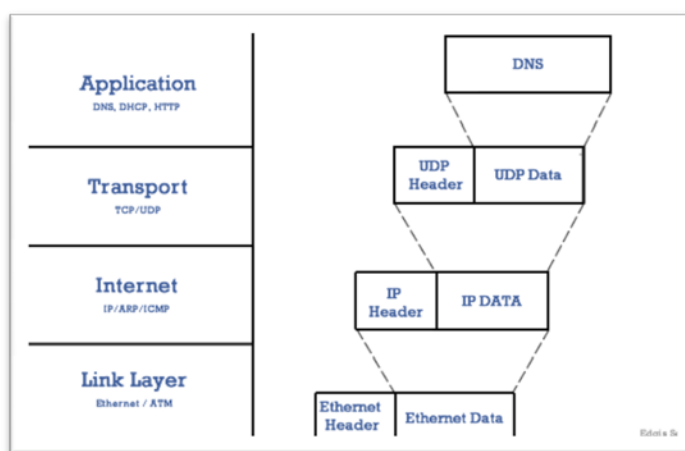 Application
DNS, DHCP, HTTP
DNS
Transport
TCP/UDP
UDP
Header
UDP Data
Internet
IP/ARP/ICMP
IP
Header
IP DATA
Link Layer
Ethernet / ATM
Ethernet
Header
Ethernet Data